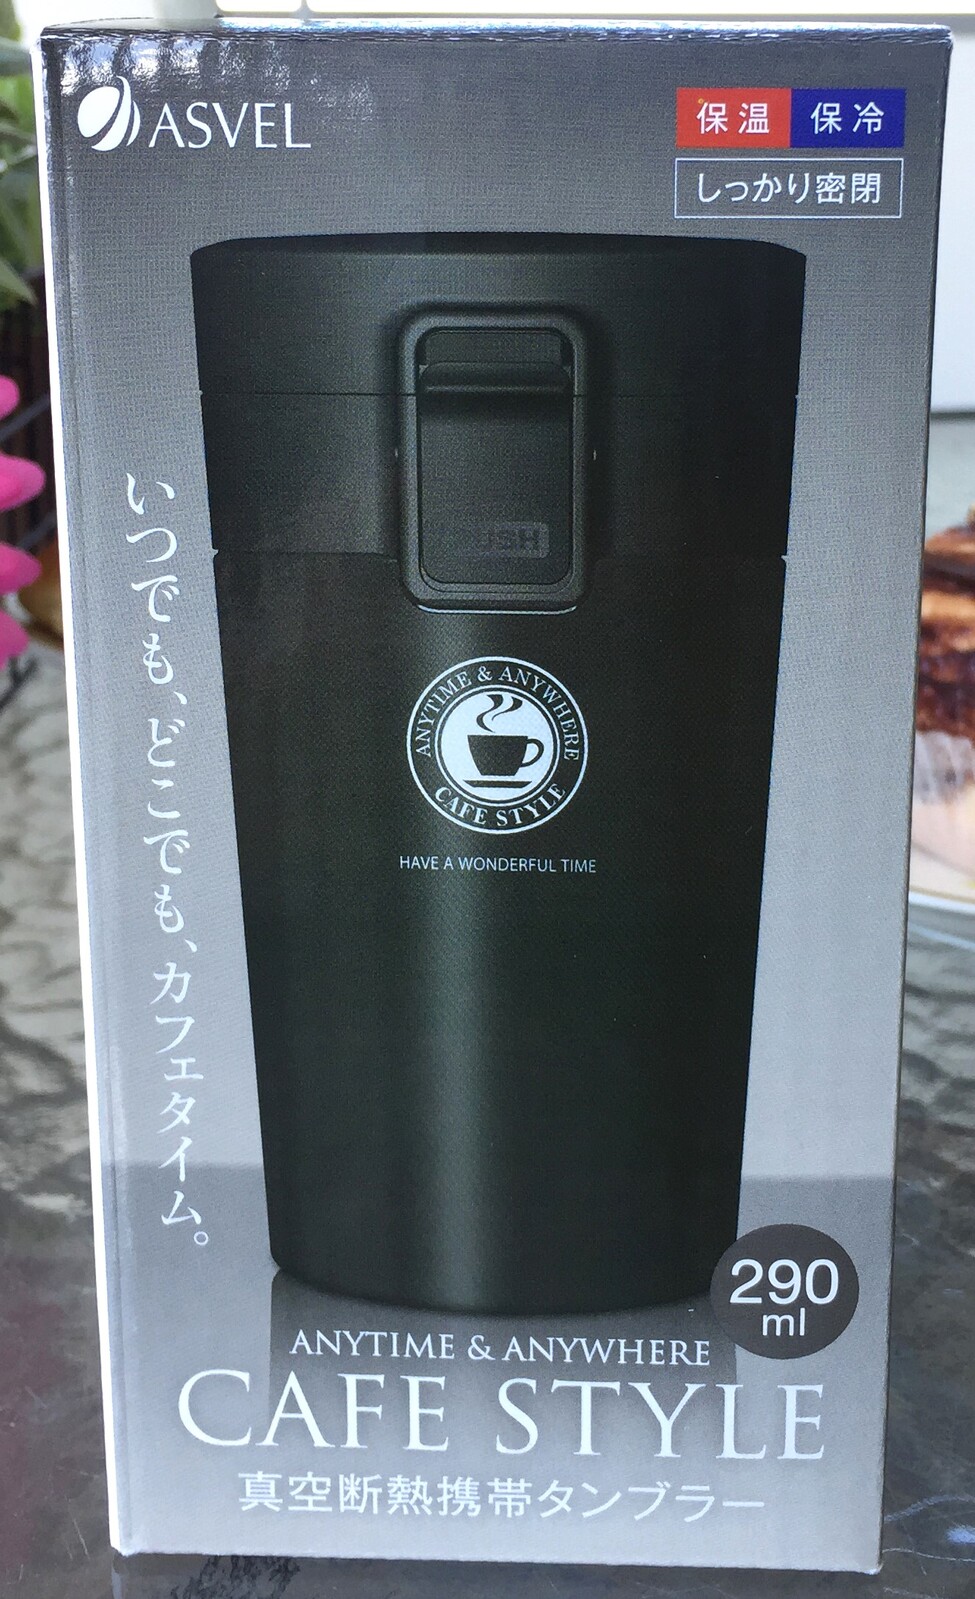 ASVEL
保温 保冷
しっかり密閉
いつでも、どこでも、カフェタイム。
PUSH
ANYTIME & ANYWHERE
CAFE STYLE
HAVE A WONDERFUL TIME
290
ml
ANYTIME & ANYWHERE
CAFE STYLE
真空断熱携帯タンブラー